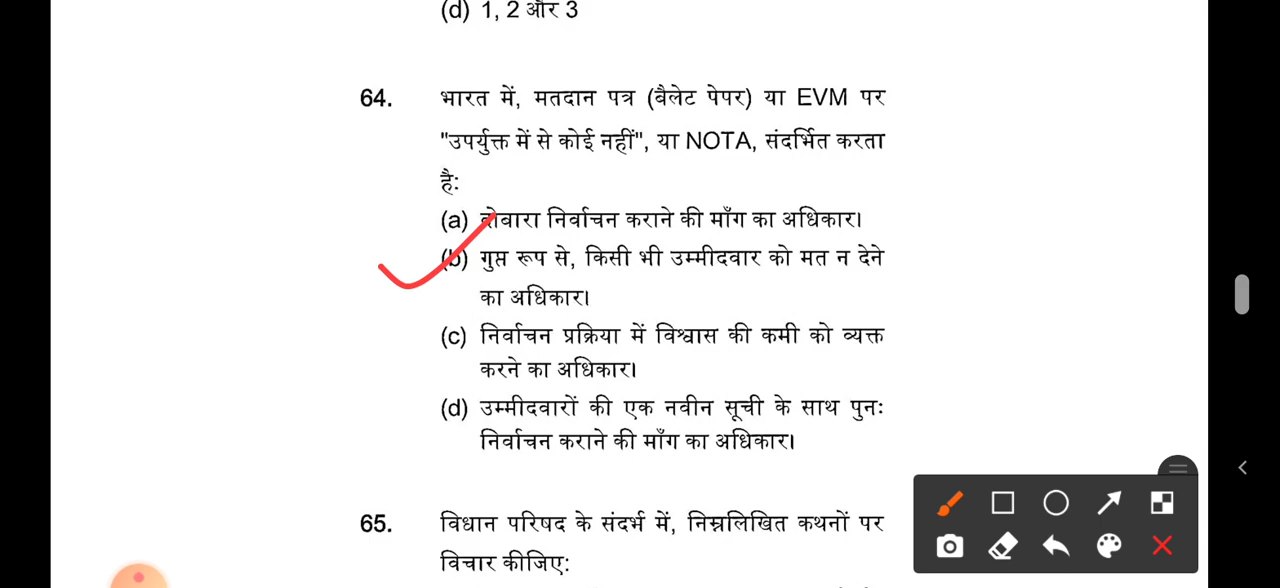 (d) 1, 2 और 3
64. भारत में, मतदान पत्र (बैलेट पेपर) या EVM पर
"उपर्युक्त में से कोई नहीं", या NOTA, संदर्भित करता
है:
(a) दोबारा निर्वाचन कराने की माँग का अधिकार।
(b) गुप्त रूप से, किसी भी उम्मीदवार को मत न देने
का अधिकार।
(c) निर्वाचन प्रक्रिया में विश्वास की कमी को व्यक्त
करने का अधिकार।
(d) उम्मीदवारों की एक नवीन सूची के साथ पुनः
निर्वाचन कराने की माँग का अधिकार।
65. विधान परिषद के संदर्भ में, निम्नलिखित कथनों पर
विचार कीजिए: